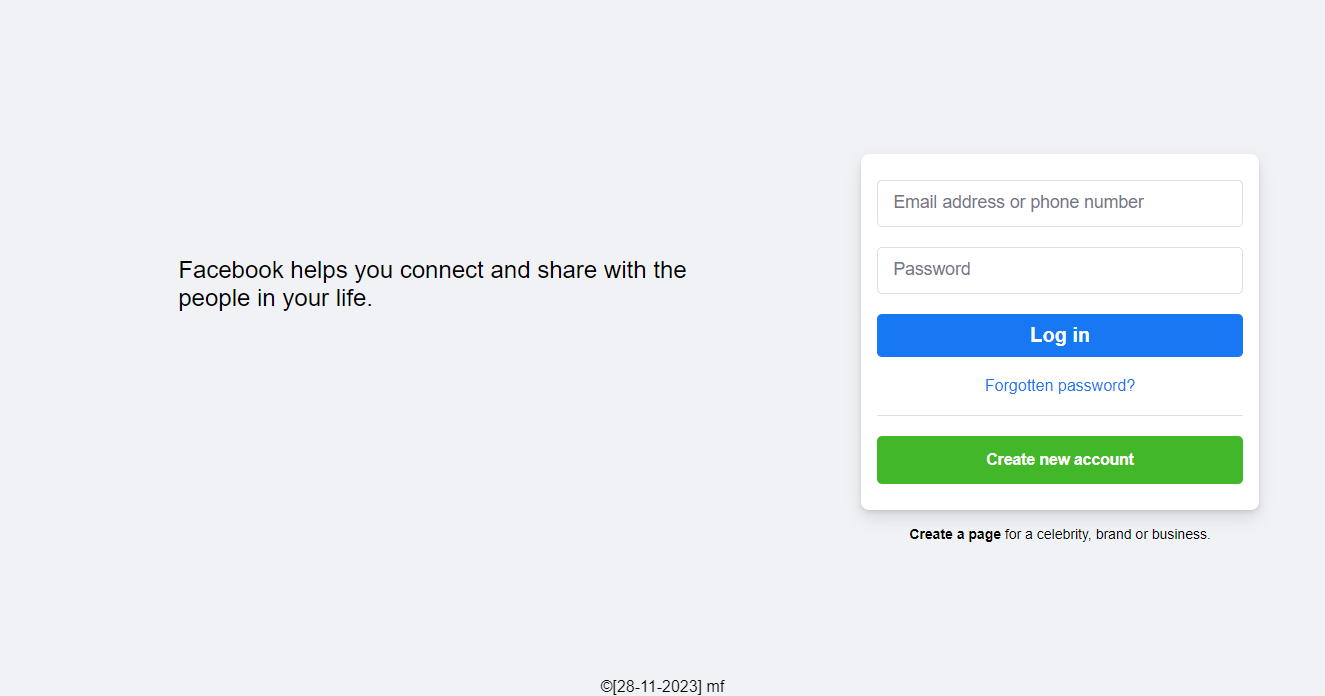 Facebook helps you connect and share with the
people in your life.
Email address or phone number
Password
Log in
Forgotten password?
Create new account
Create a page for a celebrity, brand or business.
©[28-11-2023] mf